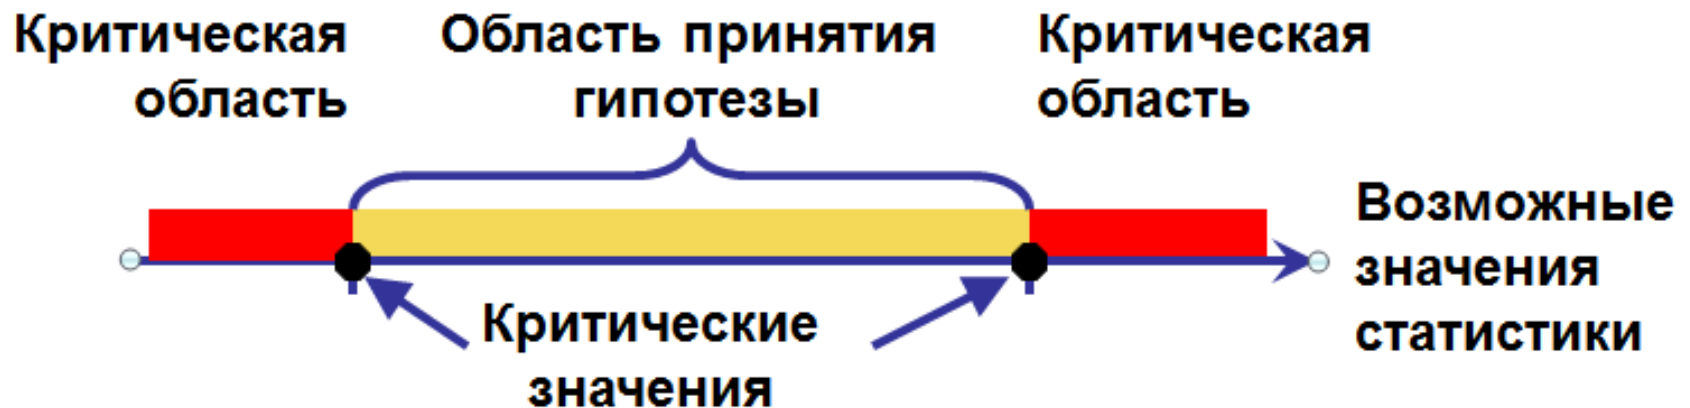 Критическая
область
Область принятия
гипотезы
Критическая
область
Возможные
значения
статистики
Критические
значения